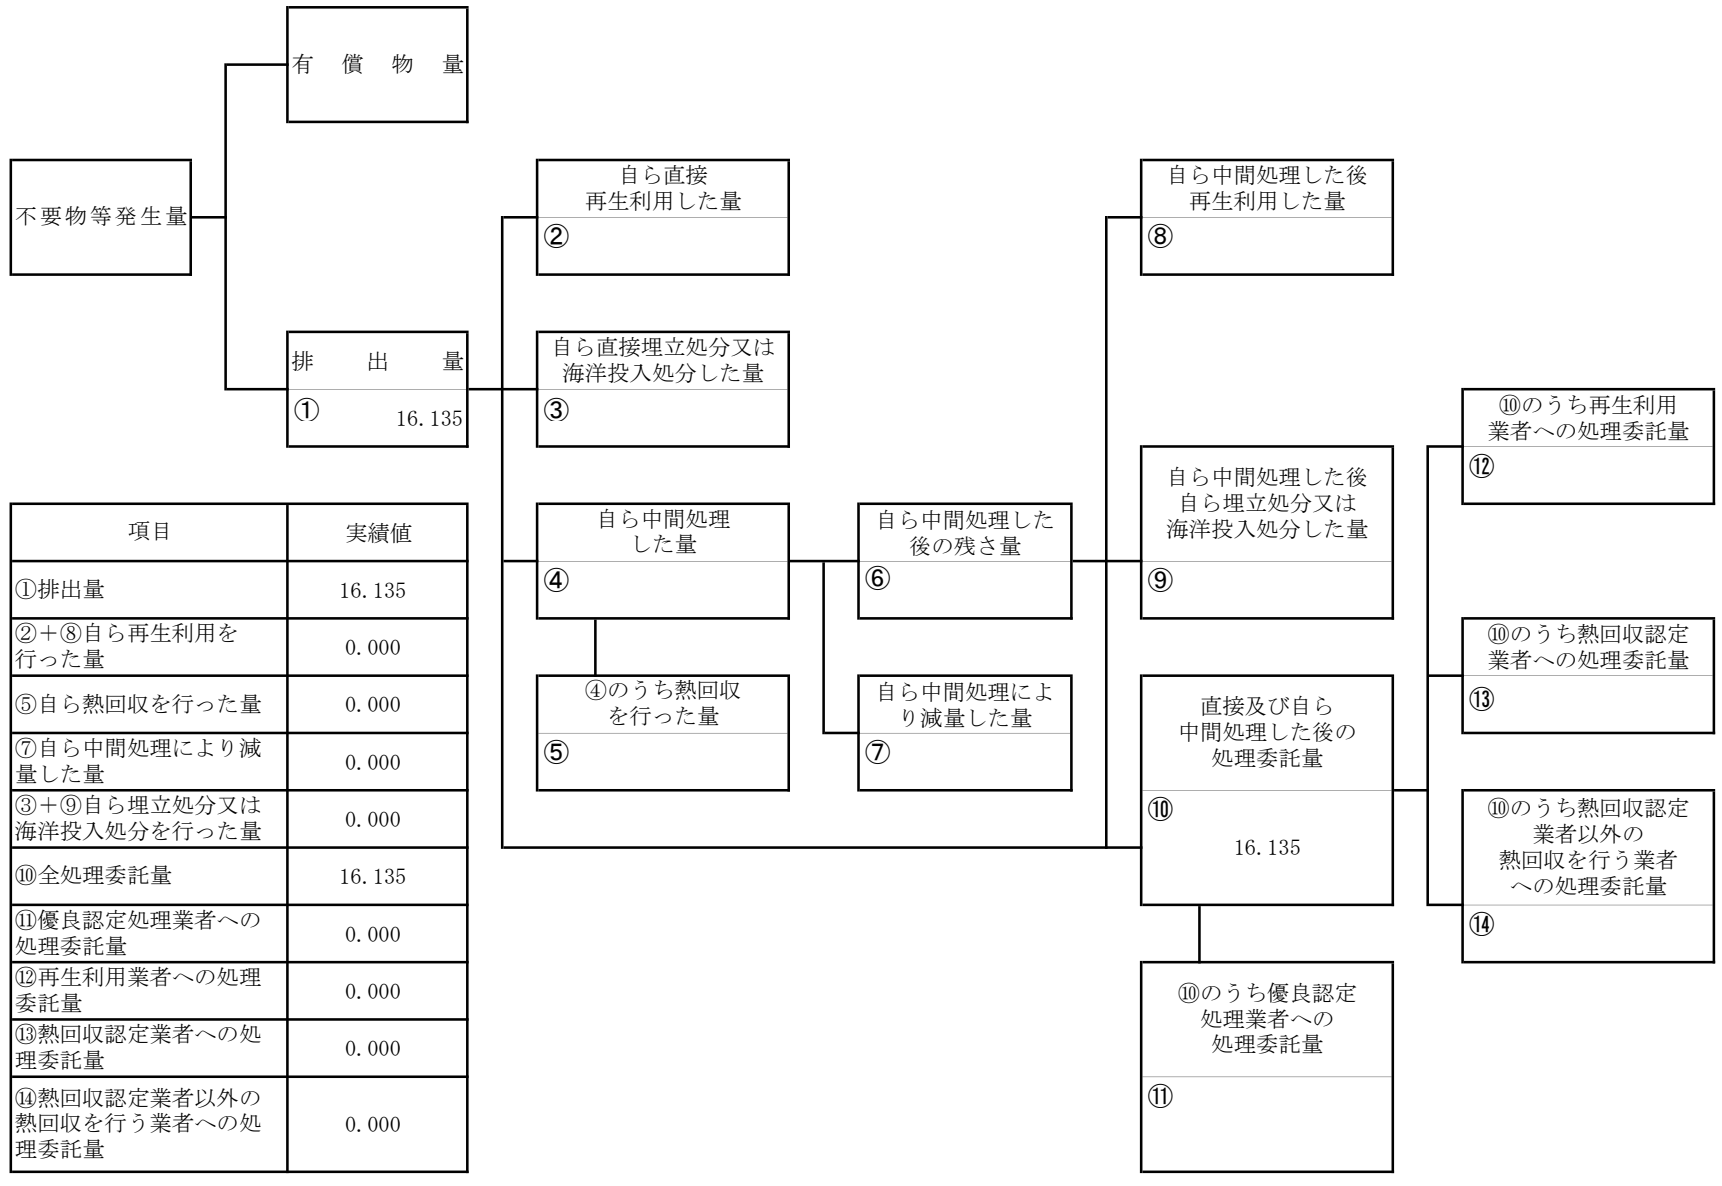 有償物量
不要物等発生量
排出量
①
16.135
自ら直接
再生利用した量
②
自ら直接埋立処分又は
海洋投入処分した量
③
自ら中間処理
した量
④
④のうち熱回収
を行った量
⑤
自ら中間処理した
後の残さ量
⑥
自ら中間処理によ
り減量した量
⑦
自ら中間処理した後
再生利用した量
⑧
自ら中間処理した後
自ら埋立処分又は
海洋投入処分した量
⑨
直接及び自ら
中間処理した後の
処理委託量
⑩
16.135
⑩のうち優良認定
処理業者への
処理委託量
⑪
⑩のうち再生利用
業者への処理委託量
⑫
⑩のうち熱回収認定
業者への処理委託量
⑬
⑩のうち熱回収認定
業者以外の
熱回収を行う業者
への処理委託量
⑭
項目 実績値
①排出量 16.135
②＋⑧自ら再生利用を
行った量 0.000
⑤自ら熱回収を行った量 0.000
⑦自ら中間処理により減
量した量 0.000
③＋⑨自ら埋立処分又は
海洋投入処分を行った量 0.000
⑩全処理委託量 16.135
⑪優良認定処理業者への
処理委託量 0.000
⑫再生利用業者への処理
委託量 0.000
⑬熱回収認定業者への処
理委託量 0.000
⑭熱回収認定業者以外の
熱回収を行う業者への処 0.000
理委託量